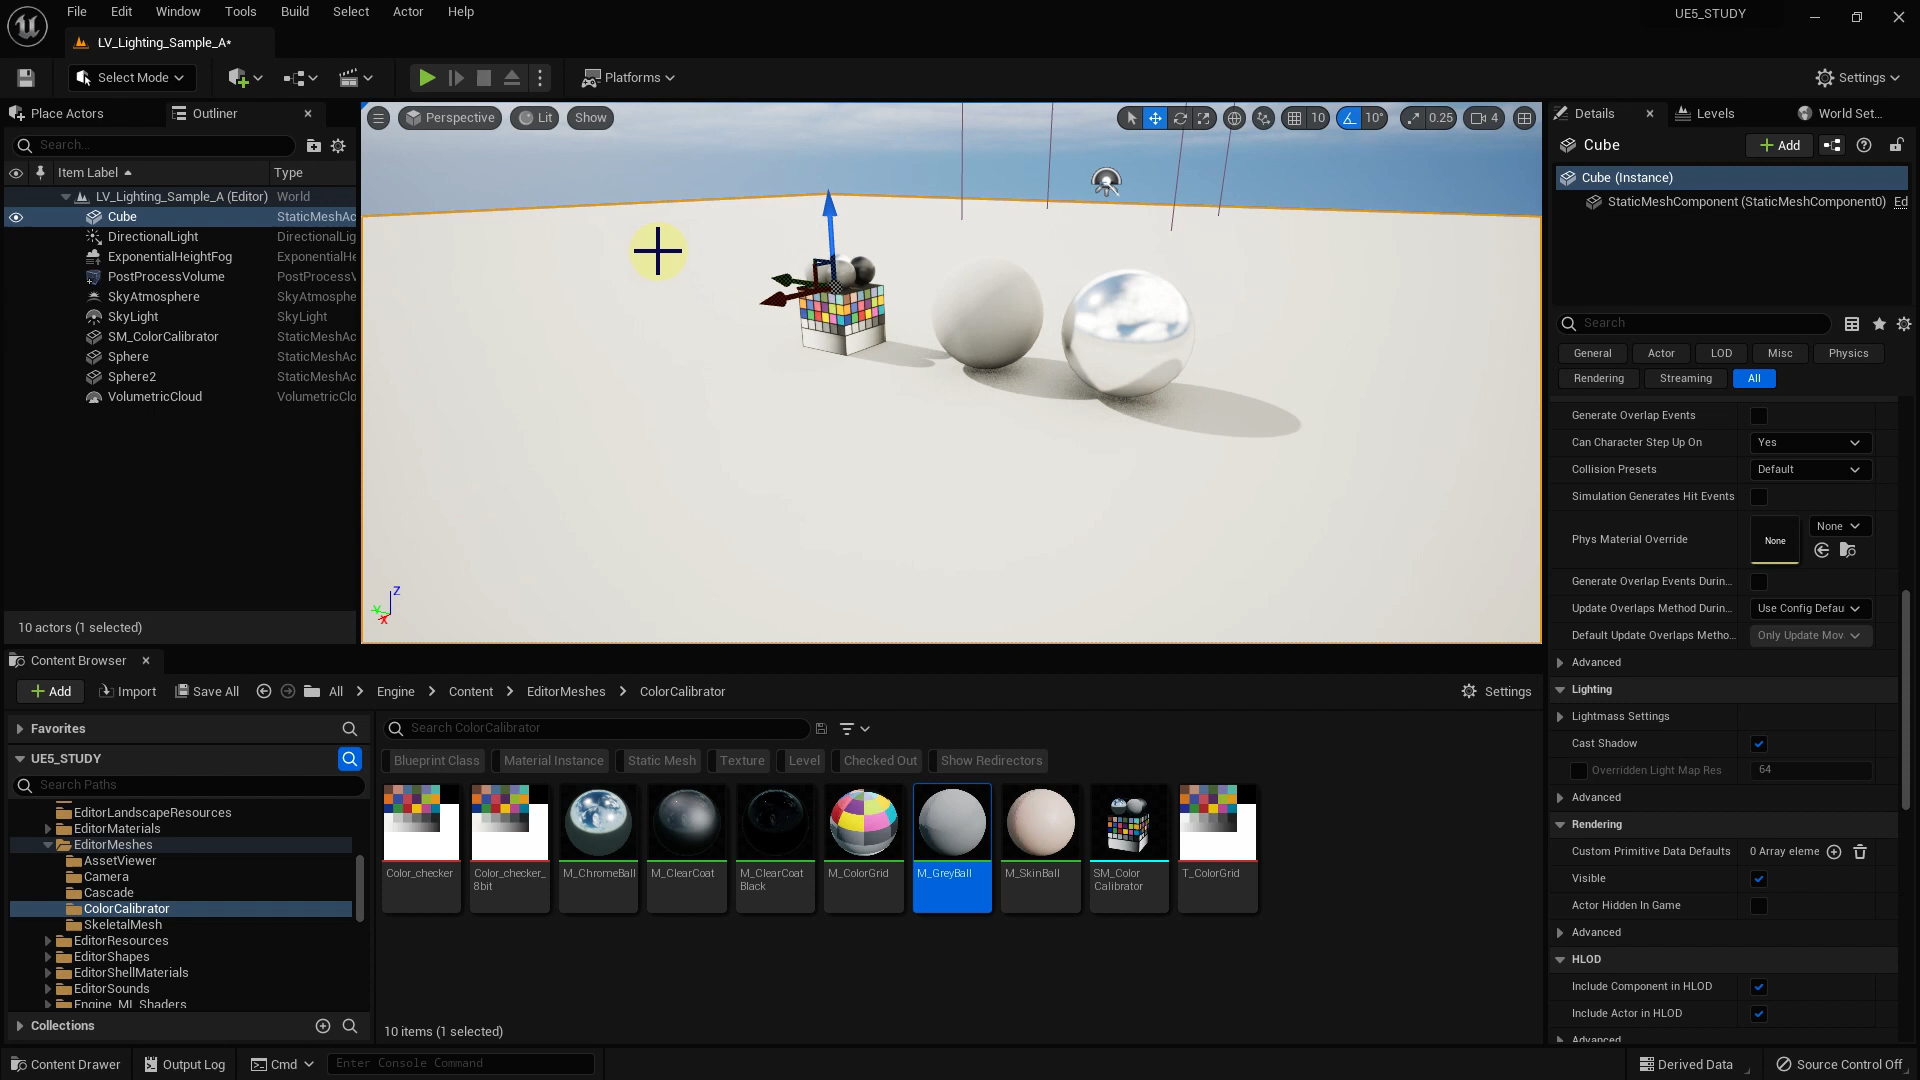 File Edit Window Tools Build Select Actor Help
UE5_STUDY
LV_Lighting_Sample_A*
Select Mode
Platforms
Settings
Place Actors
Outliner
Search...
Item Label
Type
LV_Lighting_Sample_A (Editor) World
Cube StaticMeshAc
DirectionalLight DirectionalLig
ExponentialHeightFog ExponentialHe
PostProcessVolume PostProcessV
SkyAtmosphere SkyAtmosphe
SkyLight SkyLight
SM_ColorCalibrator StaticMeshAc
Sphere StaticMeshAc
Sphere2 StaticMeshAc
VolumetricCloud VolumetricClo
10 actors (1 selected)
Perspective
Lit
Show
10
10°
0.25
4
Z
Y
X
Details
Levels
World Set...
Cube
Add
Cube (Instance)
StaticMeshComponent (StaticMeshComponent0) Ed
Search
General Actor LOD Misc Physics
Rendering Streaming All
Generate Overlap Events
Can Character Step Up On Yes
Collision Presets Default
Simulation Generates Hit Events
Phys Material Override None None
Generate Overlap Events Durin...
Update Overlaps Method Durin... Use Config Defau
Default Update Overlaps Metho... Only Update Mov
Advanced
Lighting
Lightmass Settings
Cast Shadow
Overridden Light Map Res 64
Advanced
Rendering
Custom Primitive Data Defaults 0 Array eleme
Visible
Actor Hidden In Game
Advanced
HLOD
Include Component in HLOD
Include Actor in HLOD
Advanced
Content Browser
Add
Import
Save All
All
Engine
Content
EditorMeshes
ColorCalibrator
Settings
Favorites
UE5_STUDY
Search Paths
EditorLandscapeResources
EditorMaterials
EditorMeshes
AssetViewer
Camera
Cascade
ColorCalibrator
SkeletalMesh
EditorResources
EditorShapes
EditorShellMaterials
EditorSounds
Engine_MI_Shaders
Collections
Search ColorCalibrator
Blueprint Class Material Instance Static Mesh Texture Level Checked Out Show Redirectors
Color_checker
Color_checker_
8bit
M_ChromeBall
M_ClearCoat
M_ClearCoat
Black
M_ColorGrid
M_GreyBall
M_SkinBall
SM_Color
Calibrator
T_ColorGrid
10 items (1 selected)
Content Drawer
Output Log
Cmd
Enter Console Command
Derived Data
Source Control Off